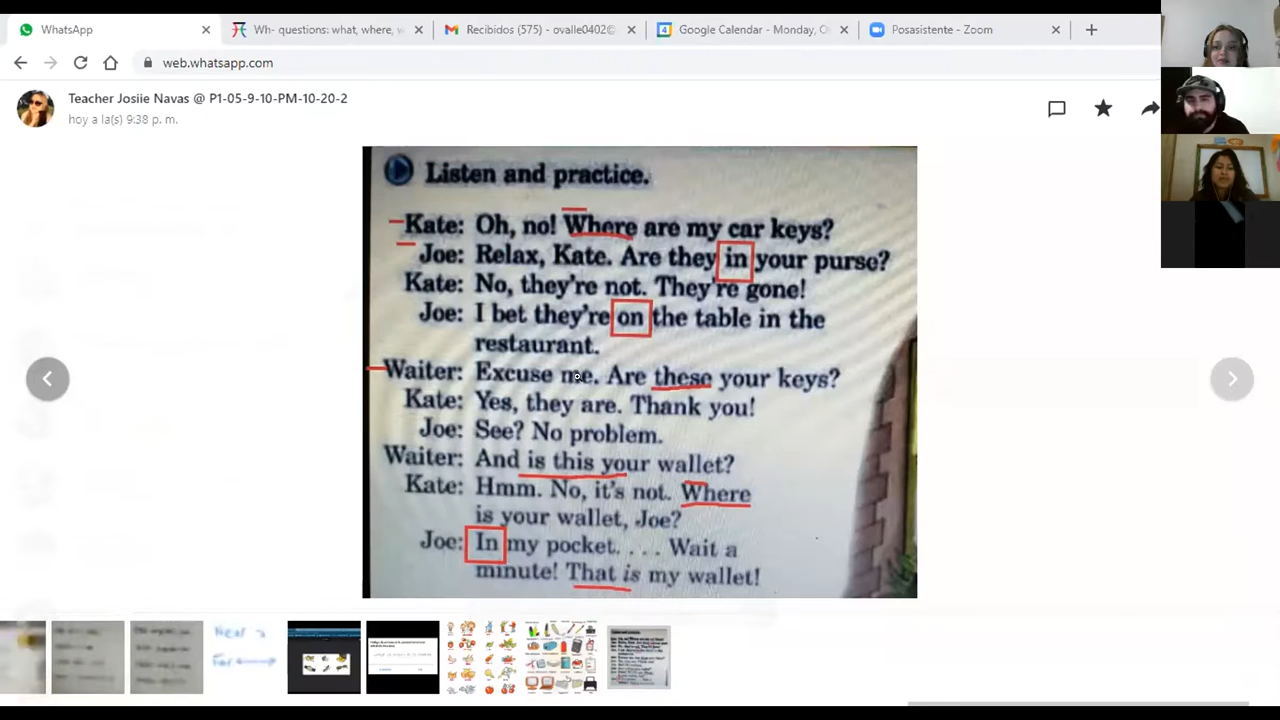 WhatsApp
Wh- questions: what, where, w
Recibidos (575) - ovalle0402@
4
Google Calendar - Monday, O
Posasistente - Zoom
web.whatsapp.com
Teacher Josiie Navas @ P1-05-9-10-PM-10-20-2
hoy a la(s) 9:38 p. m.
Listen and practice.
Kate: Oh, no! Where are my car keys?
Joe: Relax, Kate. Are they in your purse?
Kate: No, they're not. They're gone!
Joe: I bet they're on the table in the
restaurant.
Waiter: Excuse me. Are these your keys?
Kate: Yes, they are. Thank you!
Joe: See? No problem.
Waiter: And is this your wallet?
Kate: Hmm. No, it's not. Where
is your wallet, Joe?
Joe: In my pocket. . . . Wait a
minute! That is my wallet!
Near
Far